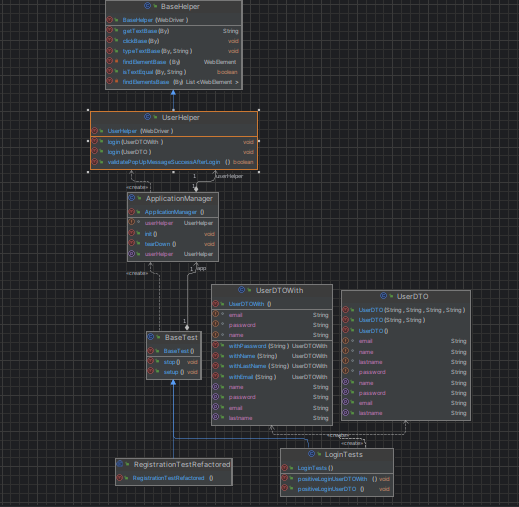 BaseHelper
BaseHelper (WebDriver)
getTextBase(By) String
clickBase(By) void
typeTextBase(By, String) void
findElementBase (By) WebElement
isTextEqual(By, String) boolean
findElementsBase (By) List <WebElement >
UserHelper
UserHelper (WebDriver)
login(UserDTOWith) void
login(UserDTO) void
validatePopUpMessageSuccessAfterLogin () boolean
«create»
1
userHelper
1
ApplicationManager
ApplicationManager ()
userHelper UserHelper
init() void
tearDown () void
userHelper UserHelper
«create»
1
app
1
BaseTest
BaseTest ()
stop() void
setup() void
UserDTOWith
UserDTOWith ()
email String
password String
name String
withPassword (String) UserDTOWith
withName(String) UserDTOWith
withLastName (String) UserDTOWith
withEmail (String) UserDTOWith
name String
password String
email String
lastname String
UserDTO
UserDTO (String , String , String , String)
UserDTO (String , String)
UserDTO ()
email String
name String
lastname String
password String
name String
password String
email String
lastname String
«create»
«create»
RegistrationTestRefactored
RegistrationTestRefactored ()
LoginTests
LoginTests ()
positiveLoginUserDTOWith () void
positiveLoginUserDTO () void